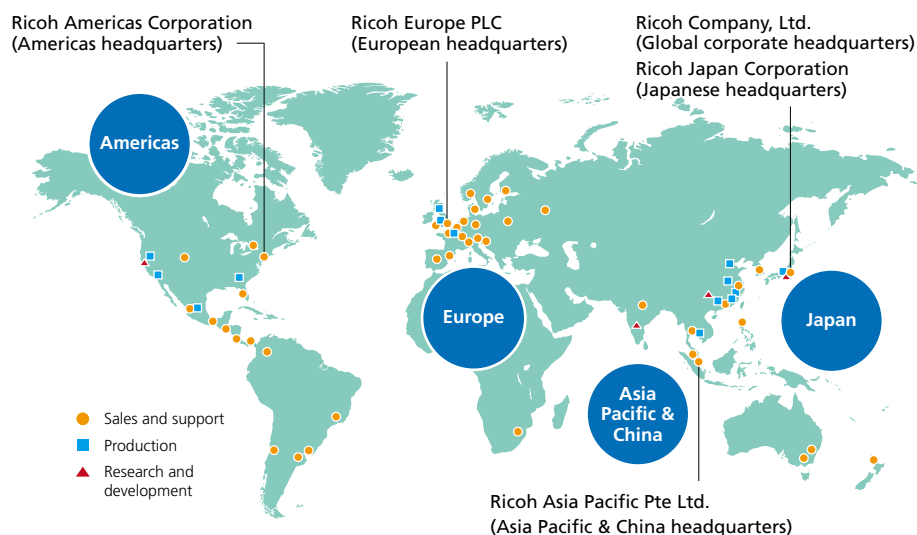 Ricoh Americas Corporation
(Americas headquarters)
Ricoh Europe PLC
(European headquarters)
Ricoh Company, Ltd.
(Global corporate headquarters)
Ricoh Japan Corporation
(Japanese headquarters)
Americas
Europe
Japan
Asia
Pacific &
China
Sales and support
Production
Research and
development
Ricoh Asia Pacific Pte Ltd.
(Asia Pacific & China headquarters)